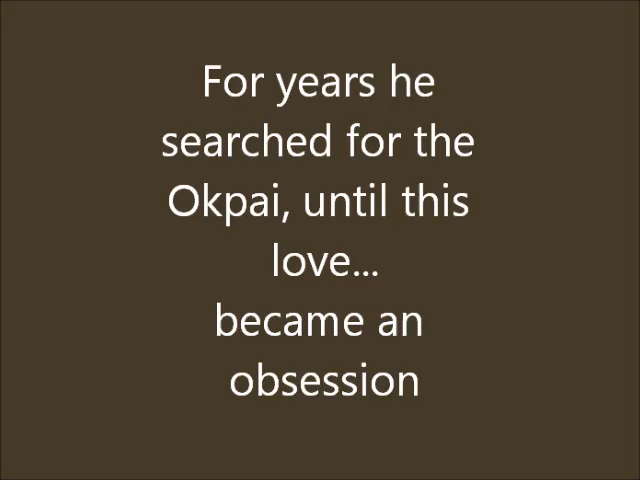 For years he
searched for the
Okpai, until this
love...
became an
obsession